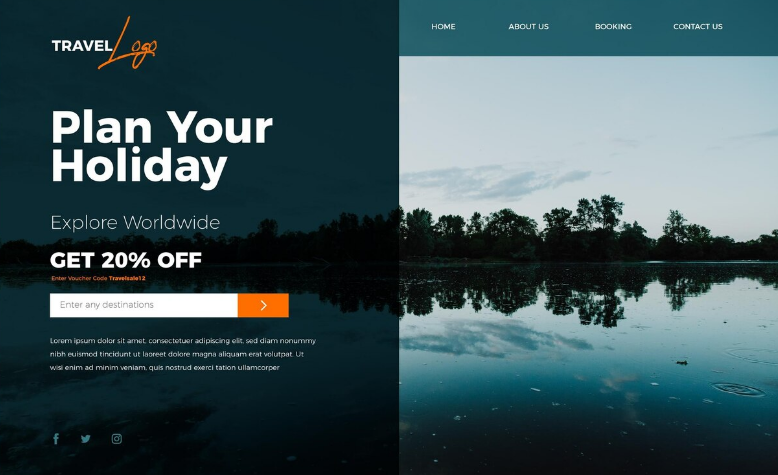 TRAVEL Logo
HOME
ABOUT US
BOOKING
CONTACT US
Plan Your
Holiday
Explore Worldwide
GET 20% OFF
Enter Voucher Code Travelsale12
Enter any destinations
Lorem ipsum dolor sit amet, consectetuer adipiscing elit, sed diam nonummy
nibh euismod tincidunt ut laoreet dolore magna aliquam erat volutpat. Ut
wisi enim ad minim veniam, quis nostrud exerci tation ullamcorper